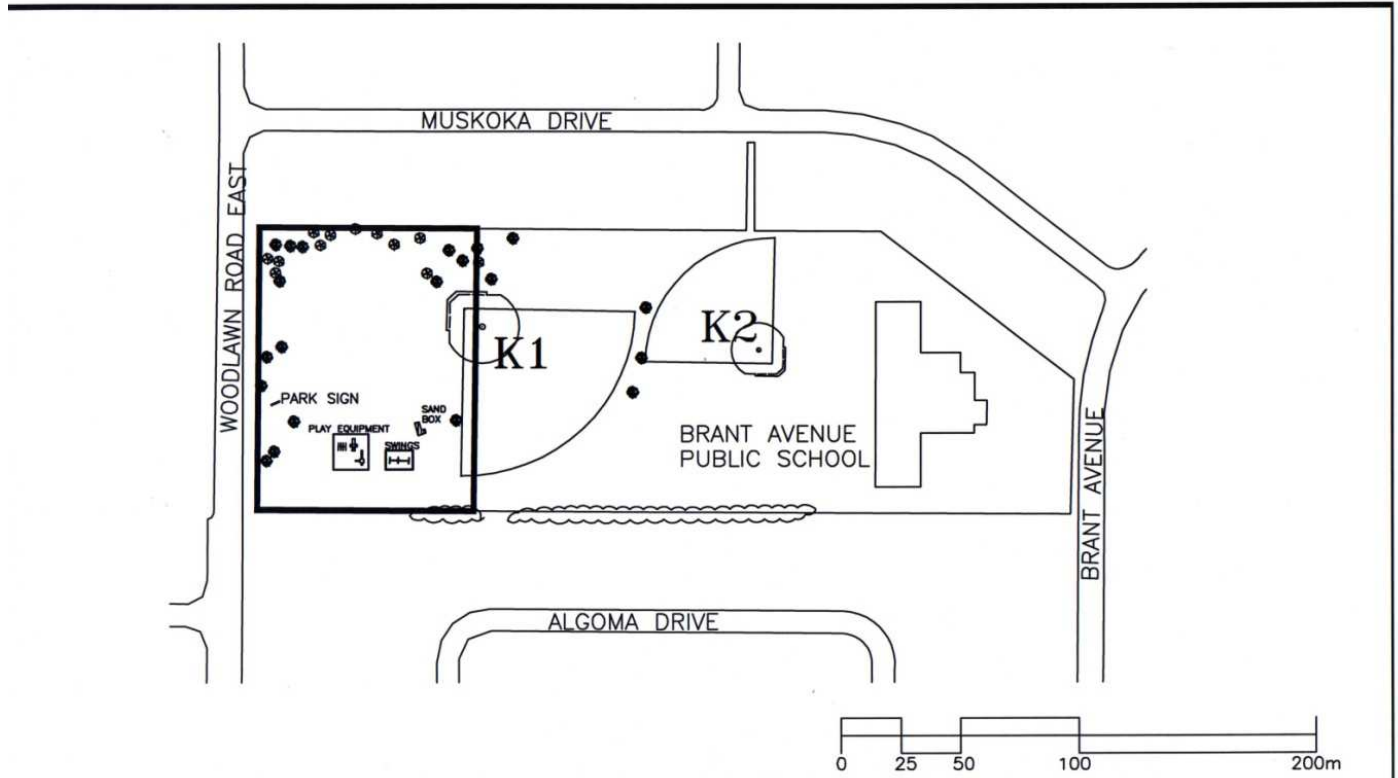 MUSKOKA DRIVE
WOODLAWN ROAD EAST
K1
K2
PARK SIGN
PLAY EQUIPMENT
SAND
BOX
SWINGS
BRANT AVENUE
PUBLIC SCHOOL
BRANT AVENUE
ALGOMA DRIVE
0 25 50 100 200m